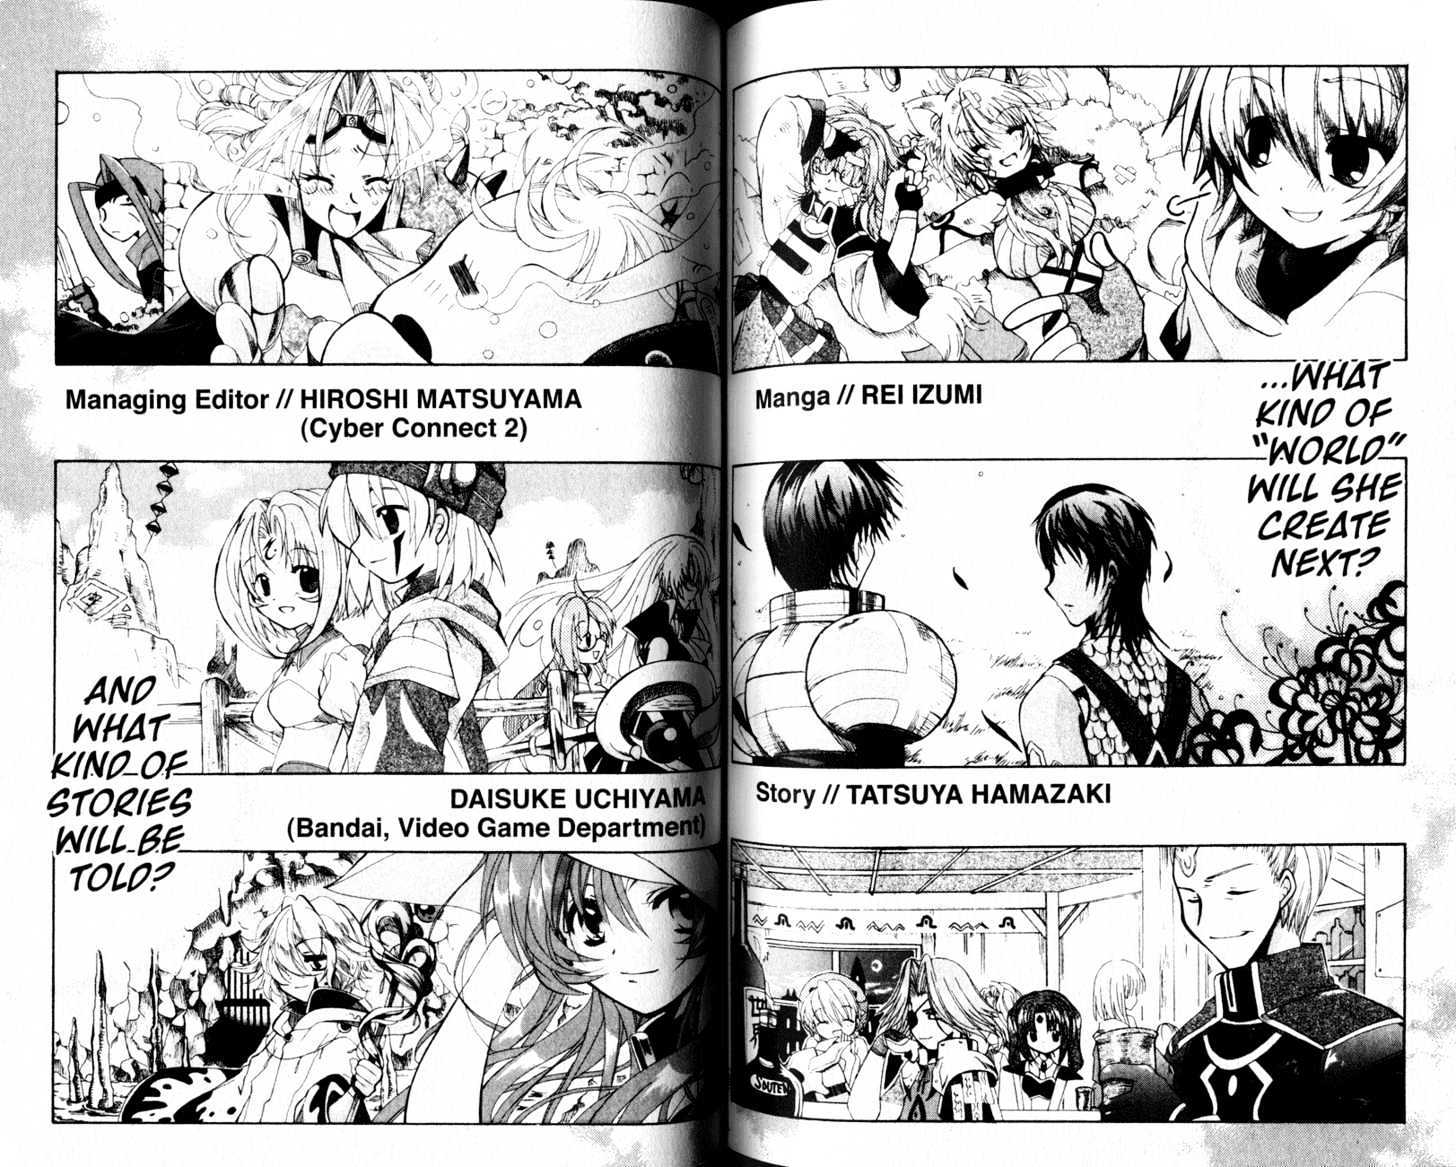 ...WHAT
KIND OF
"WORLD"
WILL SHE
CREATE
NEXT?
Manga // REI IZUMI
Story // TATSUYA HAMAZAKI
SOUTEN
Managing Editor // HIROSHI MATSUYAMA
(Cyber Connect 2)
DAISUKE UCHIYAMA
(Bandai, Video Game Department)
AND
WHAT
KIND OF
STORIES
WILL BE
TOLD?